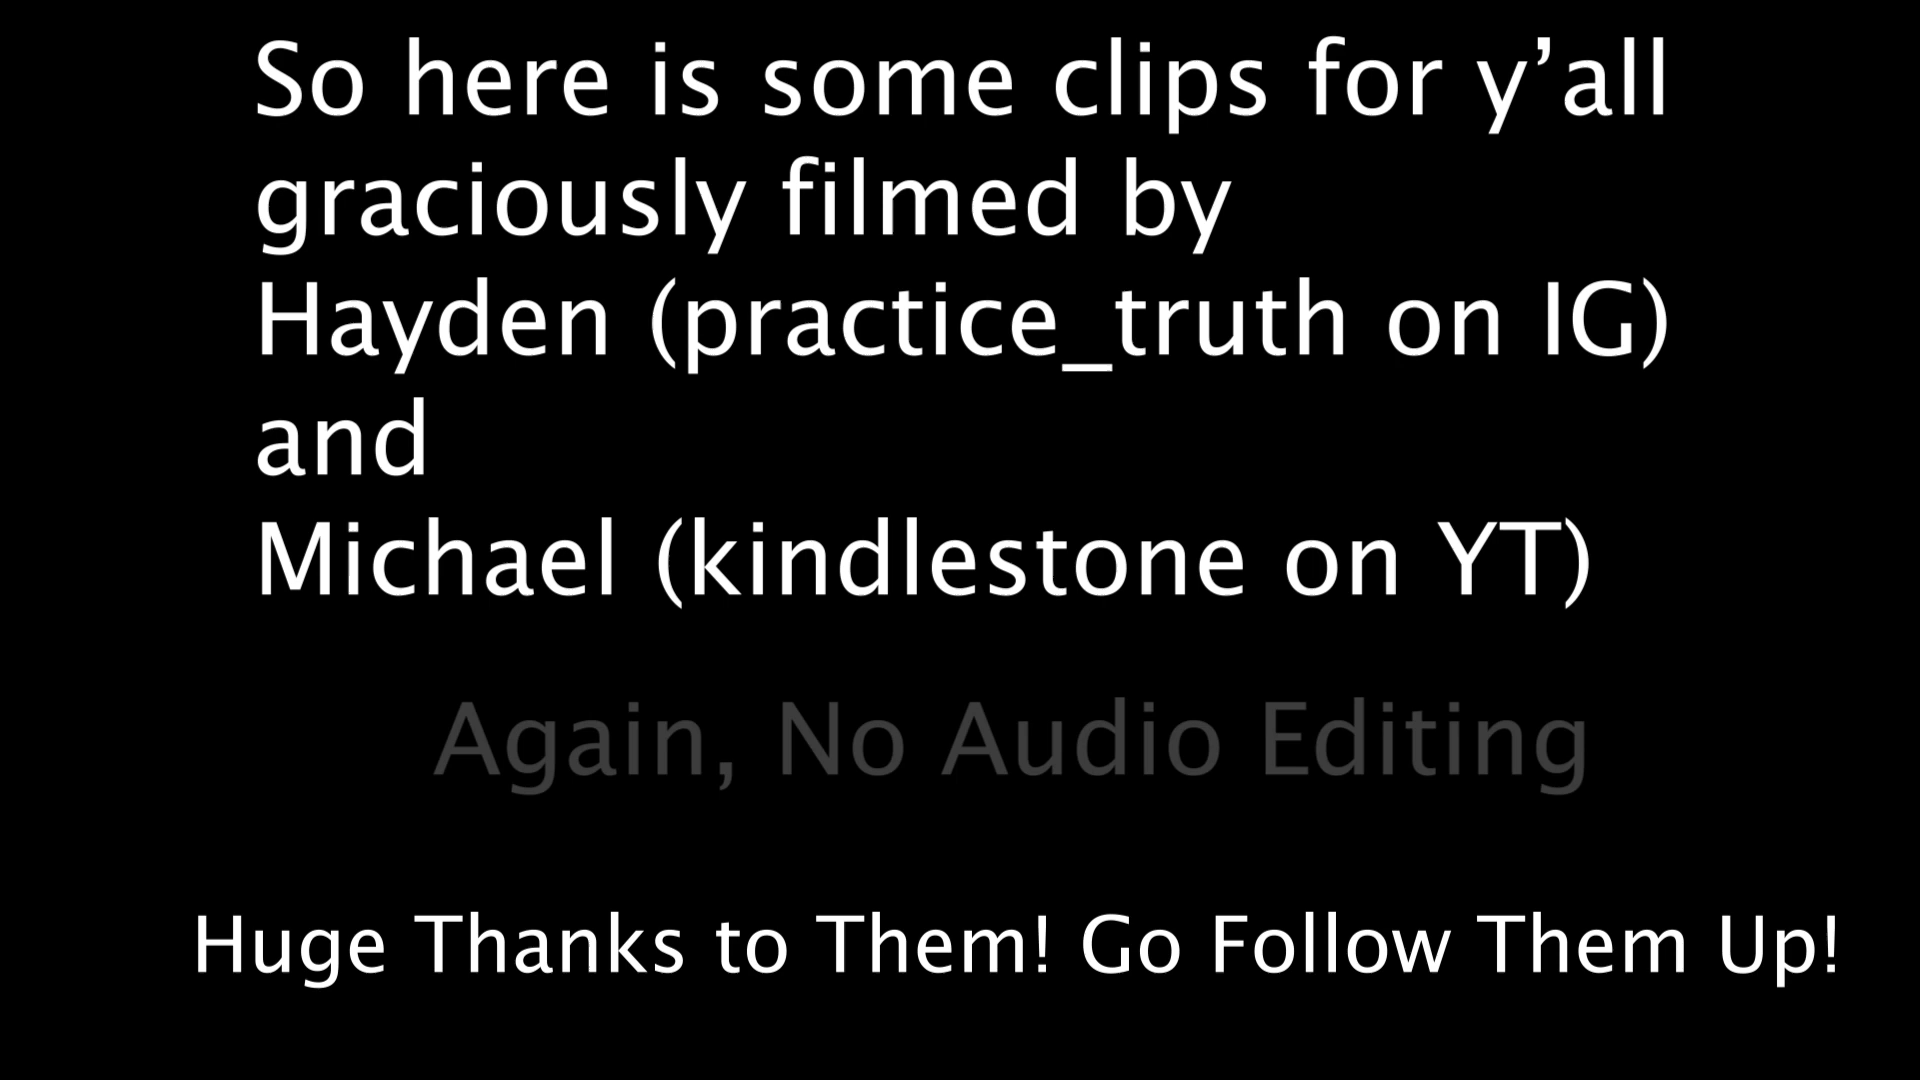 So here is some clips for y’all
graciously filmed by
Hayden (practice_truth on IG)
and
Michael (kindlestone on YT)
Again, No Audio Editing
Huge Thanks to Them! Go Follow Them Up!